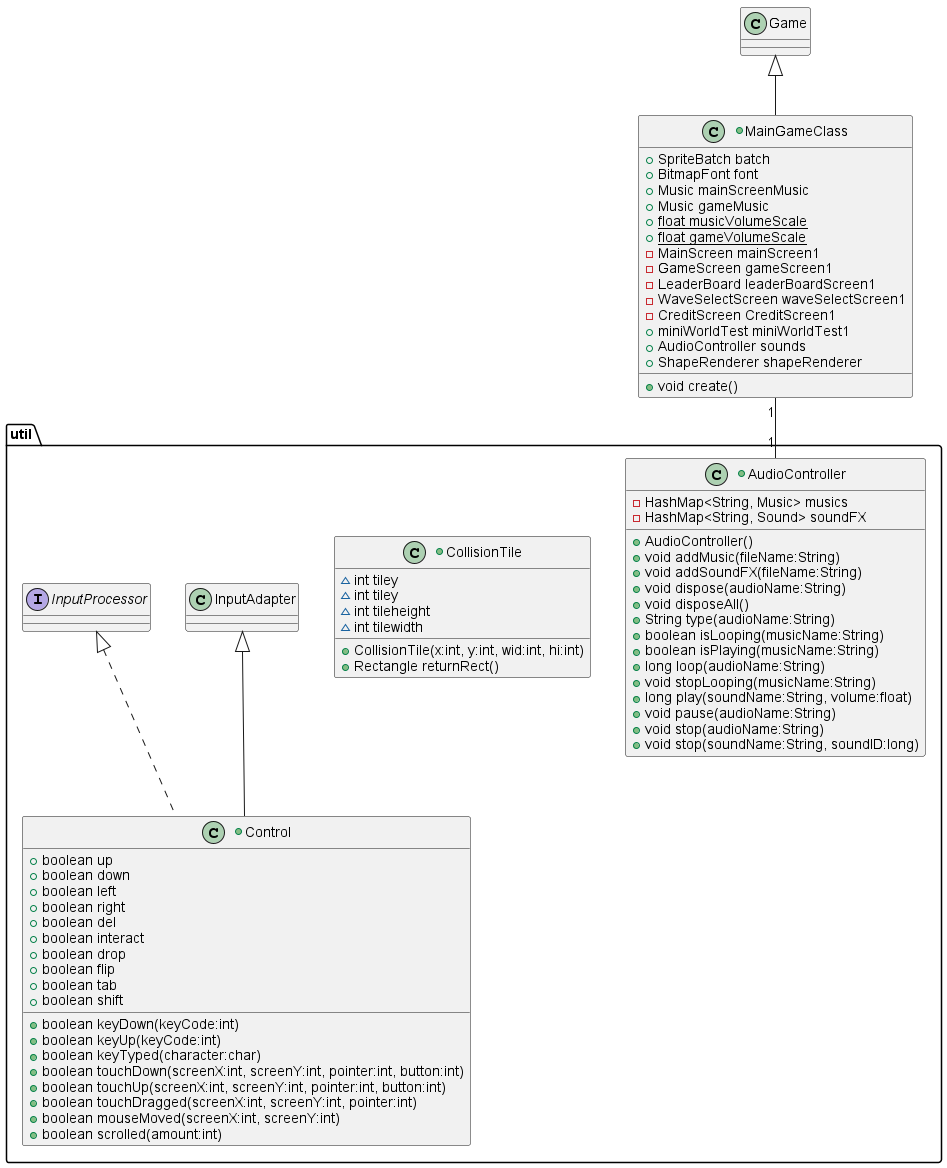 C Game
C MainGameClass
SpriteBatch batch
BitmapFont font
Music mainScreenMusic
Music gameMusic
float musicVolumeScale
float gameVolumeScale
MainScreen mainScreen1
GameScreen gameScreen1
LeaderBoard leaderBoardScreen1
WaveSelectScreen waveSelectScreen1
CreditScreen CreditScreen1
miniWorldTest miniWorldTest1
AudioController sounds
ShapeRenderer shapeRenderer
void create()
1
1
util
C AudioController
HashMap<String, Music> musics
HashMap<String, Sound> soundFX
AudioController()
void addMusic(fileName:String)
void addSoundFX(fileName:String)
void dispose(audioName:String)
void disposeAll()
String type(audioName:String)
boolean isLooping(musicName:String)
boolean isPlaying(musicName:String)
long loop(audioName:String)
void stopLooping(musicName:String)
long play(soundName:String, volume:float)
void pause(audioName:String)
void stop(audioName:String)
void stop(soundName:String, soundID:long)
C CollisionTile
int tiley
int tiley
int tileheight
int tilewidth
CollisionTile(x:int, y:int, wid:int, hi:int)
Rectangle returnRect()
I InputProcessor
C InputAdapter
C Control
boolean up
boolean down
boolean left
boolean right
boolean del
boolean interact
boolean drop
boolean flip
boolean tab
boolean shift
boolean keyDown(keyCode:int)
boolean keyUp(keyCode:int)
boolean keyTyped(character:char)
boolean touchDown(screenX:int, screenY:int, pointer:int, button:int)
boolean touchUp(screenX:int, screenY:int, pointer:int, button:int)
boolean touchDragged(screenX:int, screenY:int, pointer:int)
boolean mouseMoved(screenX:int, screenY:int)
boolean scrolled(amount:int)